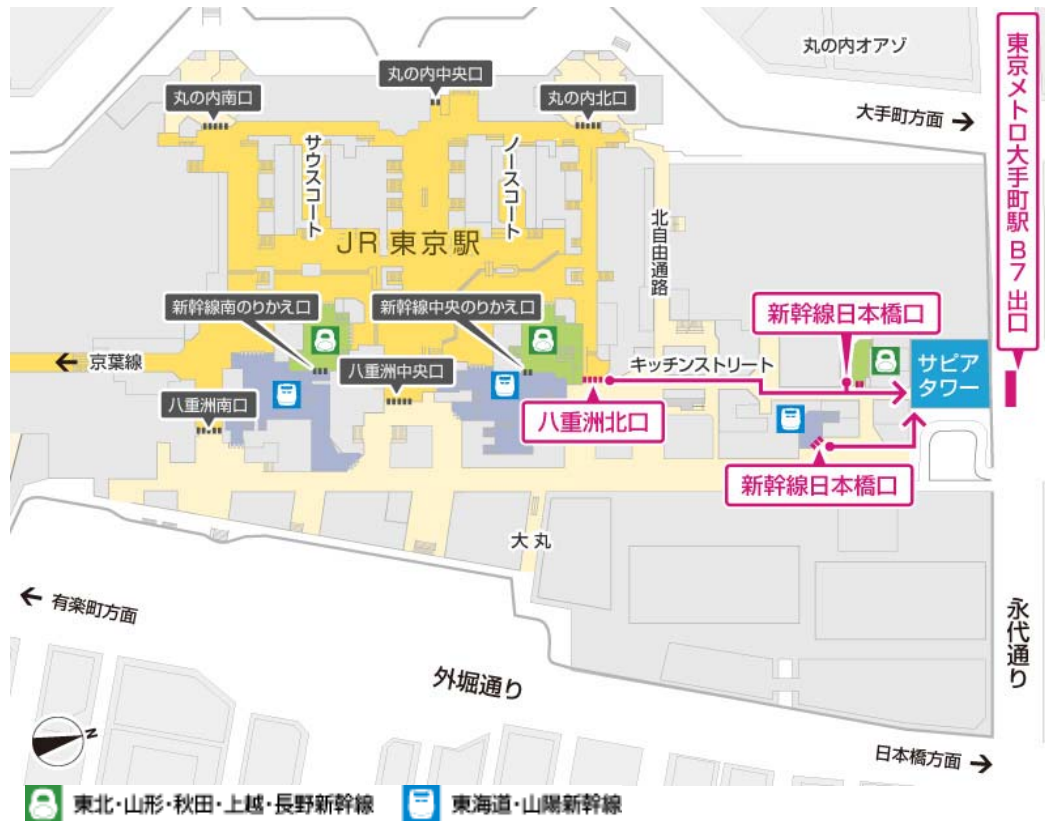 丸の内オアゾ
丸の内中央口
丸の内南口
丸の内北口
大手町方面 →
東京メトロ大手町駅 B7 出口
サウスコート
ノースコート
北自由通路
JR 東京駅
新幹線南のりかえ口
新幹線中央のりかえ口
新幹線日本橋口
← 京葉線
八重洲中央口
キッチンストリート
サピア
タワー
八重洲南口
八重洲北口
新幹線日本橋口
大丸
← 有楽町方面
永代通り
外堀通り
N
日本橋方面 →
東北・山形・秋田・上越・長野新幹線
東海道・山陽新幹線